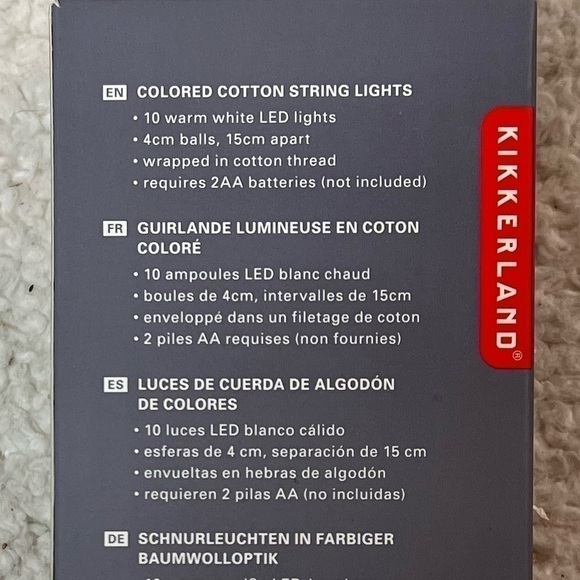 EN COLORED COTTON STRING LIGHTS
• 10 warm white LED lights
• 4cm balls, 15cm apart
• wrapped in cotton thread
• requires 2AA batteries (not included)
FR GUIRLANDE LUMINEUSE EN COTON
COLORÉ
• 10 ampoules LED blanc chaud
• boules de 4cm, intervalles de 15cm
• enveloppé dans un filetage de coton
• 2 piles AA requises (non fournies)
ES LUCES DE CUERDA DE ALGODÓN
DE COLORES
• 10 luces LED blanco cálido
• esferas de 4 cm, separación de 15 cm
• envueltas en hebras de algodón
• requieren 2 pilas AA (no incluidas)
DE SCHNURLEUCHTEN IN FARBIGER
BAUMWOLLOPTIK
KIKKERLAND®